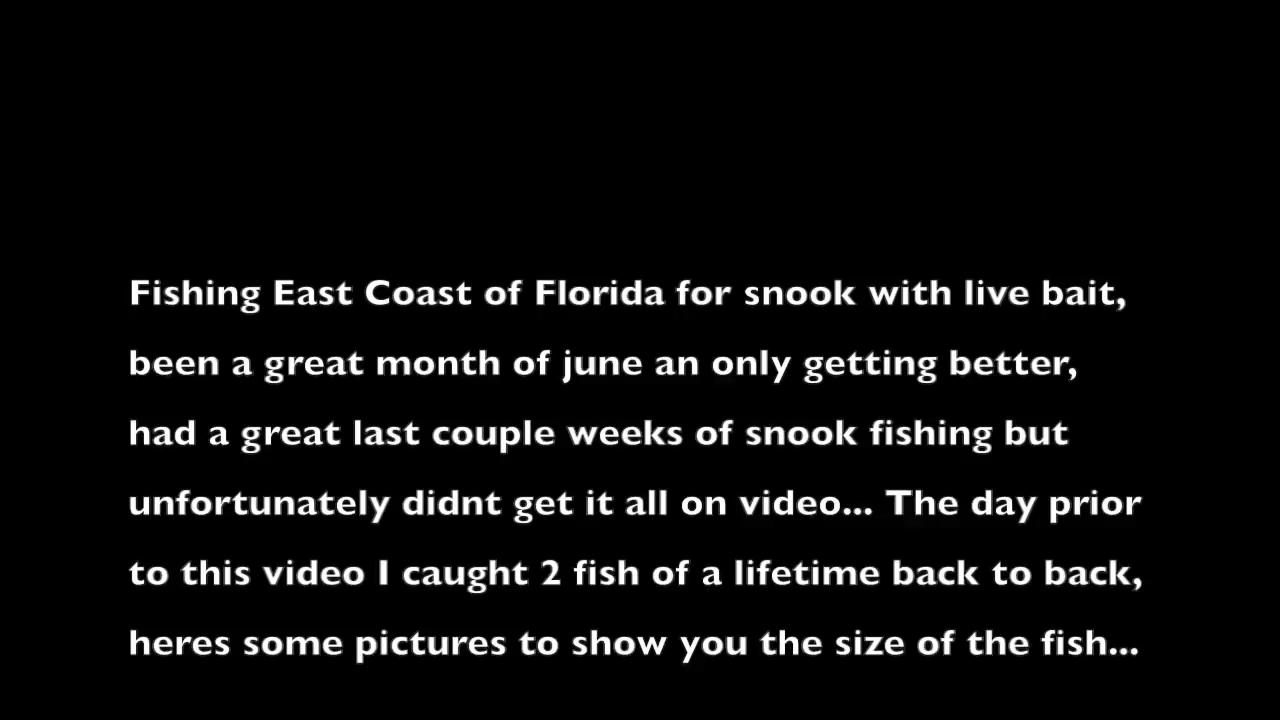 Fishing East Coast of Florida for snook with live bait,
been a great month of june an only getting better,
had a great last couple weeks of snook fishing but
unfortunately didnt get it all on video... The day prior
to this video I caught 2 fish of a lifetime back to back,
heres some pictures to show you the size of the fish...